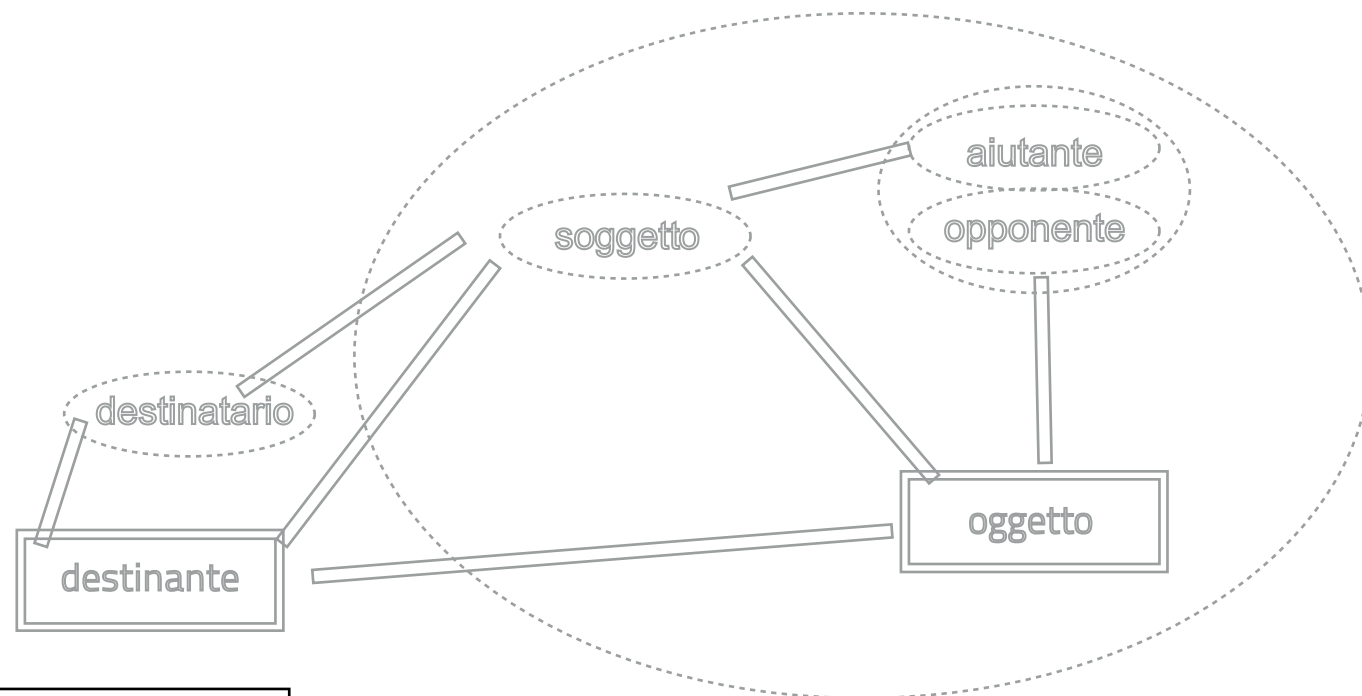 aiutante
opponente
soggetto
destinatario
oggetto
destinante